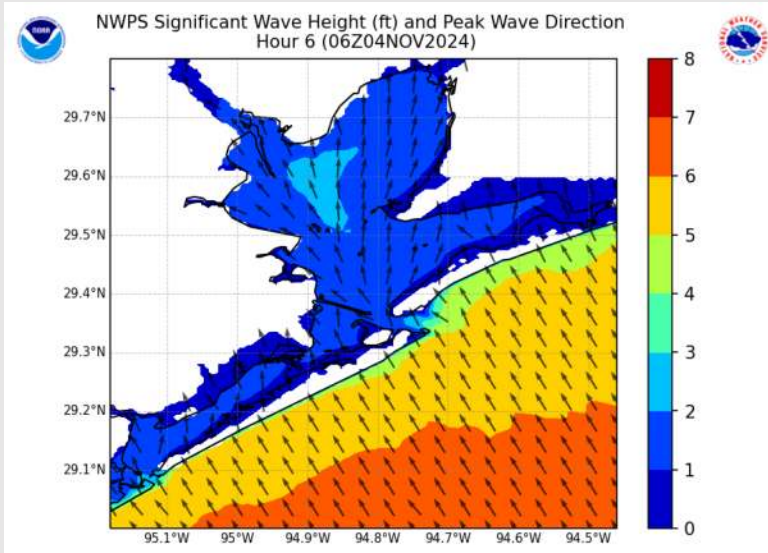 NWPS Significant Wave Height (ft) and Peak Wave Direction
Hour 6 (06Z04NOV2024)
NOAA
8
29.7°N
7
29.6°N
6
29.5°N
5
29.4°N
4
3
29.3°N
2
29.2°N
1
29.1°N
0
95.1°W 95°W 94.9°W 94.8°W 94.7°W 94.6°W 94.5°W